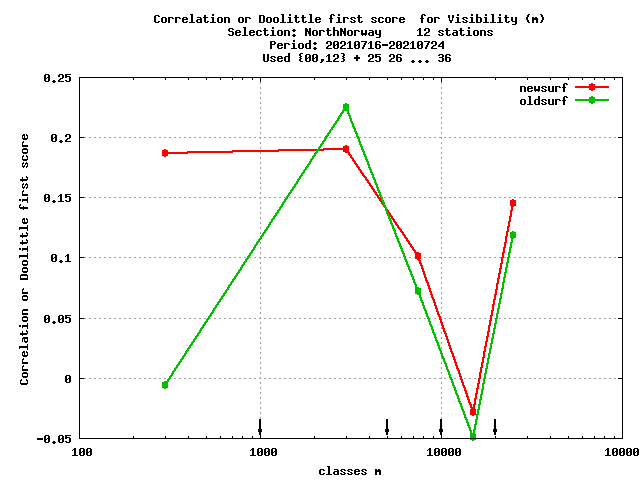 Correlation or Doolittle first score  for Visibility (m)
Selection: NorthNorway     12 stations
Period: 20210716-20210724
Used {00,12} + 25 26 ... 36
newsurf
oldsurf
Correlation or Doolittle first score
0.25
0.2
0.15
0.1
0.05
0
-0.05
100
1000
10000
10000
classes m